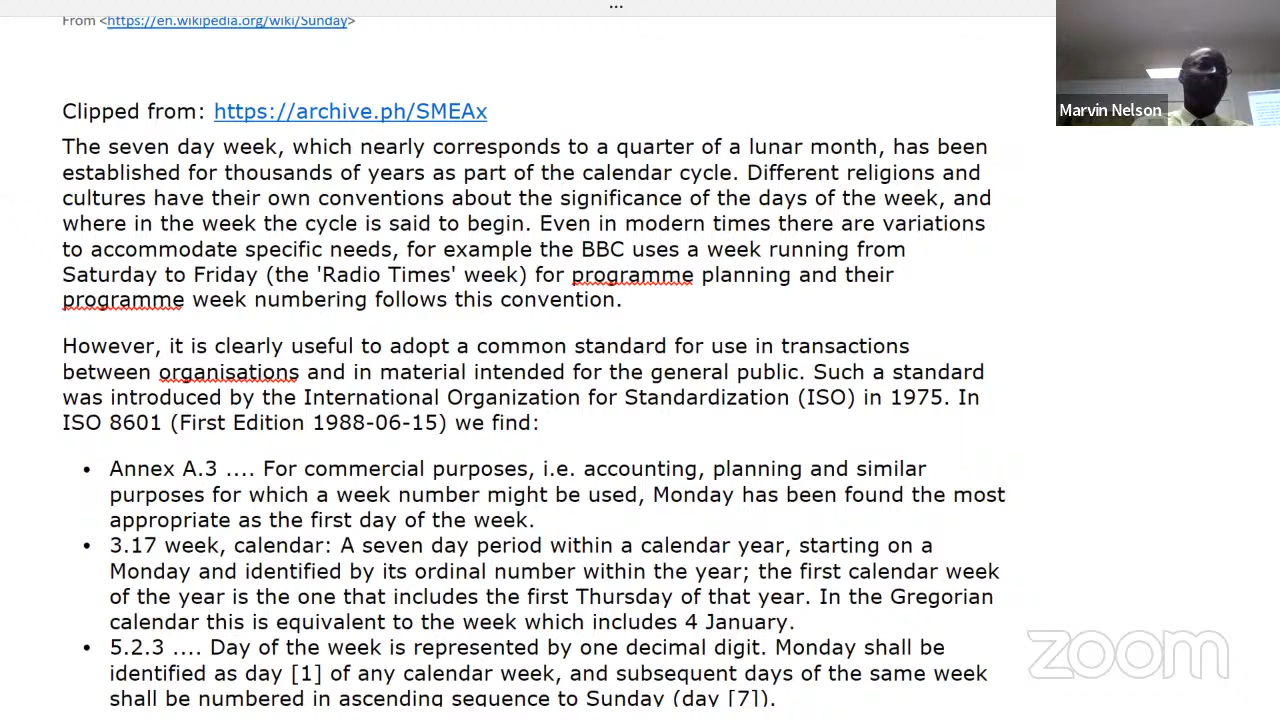 ...
From <https://en.wikipedia.org/wiki/Sunday>
Marvin Nelson
Clipped from: https://archive.ph/SMEAx
The seven day week, which nearly corresponds to a quarter of a lunar month, has been
established for thousands of years as part of the calendar cycle. Different religions and
cultures have their own conventions about the significance of the days of the week, and
where in the week the cycle is said to begin. Even in modern times there are variations
to accommodate specific needs, for example the BBC uses a week running from
Saturday to Friday (the 'Radio Times' week) for programme planning and their
programme week numbering follows this convention.
However, it is clearly useful to adopt a common standard for use in transactions
between organisations and in material intended for the general public. Such a standard
was introduced by the International Organization for Standardization (ISO) in 1975. In
ISO 8601 (First Edition 1988-06-15) we find:
• Annex A.3 .... For commercial purposes, i.e. accounting, planning and similar
purposes for which a week number might be used, Monday has been found the most
appropriate as the first day of the week.
• 3.17 week, calendar: A seven day period within a calendar year, starting on a
Monday and identified by its ordinal number within the year; the first calendar week
of the year is the one that includes the first Thursday of that year. In the Gregorian
calendar this is equivalent to the week which includes 4 January.
• 5.2.3 .... Day of the week is represented by one decimal digit. Monday shall be
identified as day [1] of any calendar week, and subsequent days of the same week
shall be numbered in ascending sequence to Sunday (day [7]).
zoom